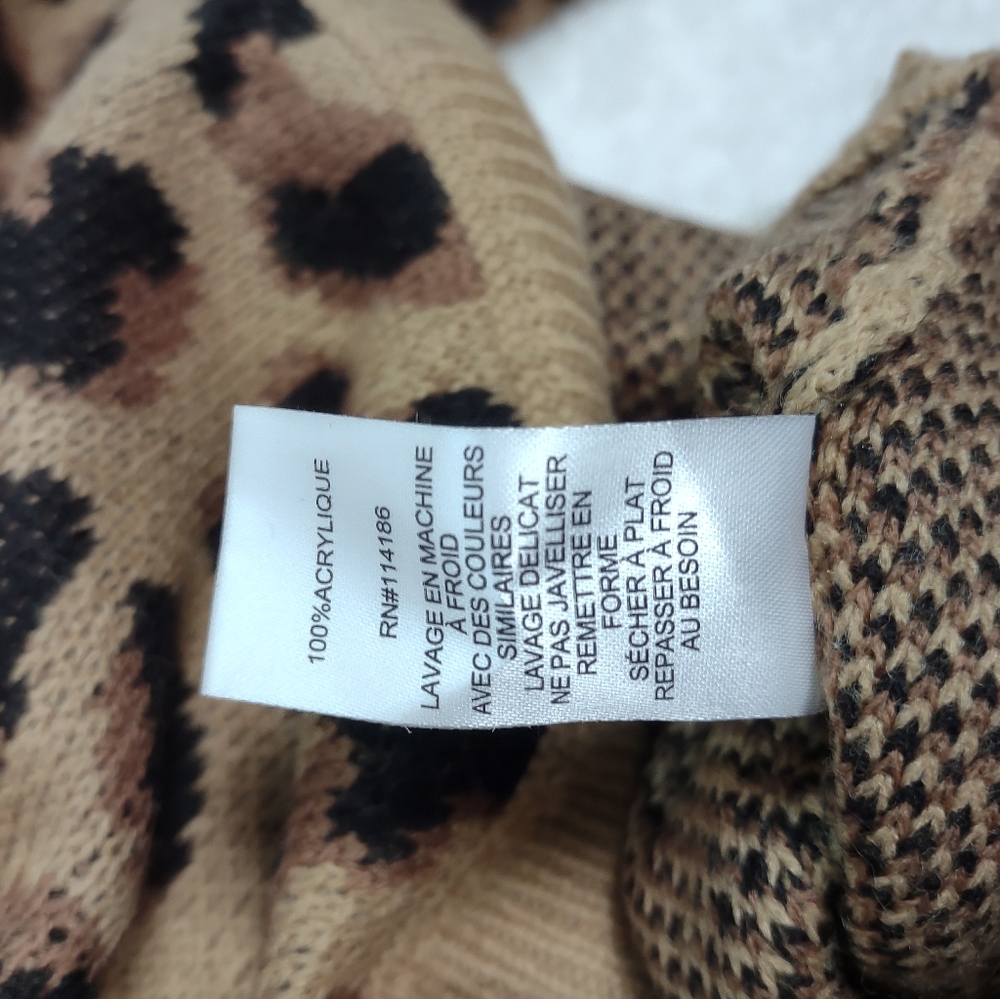 100%ACRYLIQUE
RN#114186
LAVAGE EN MACHINE
À FROID
AVEC DES COULEURS
SIMILAIRES
LAVAGE DELICAT
NE PAS JAVELLISER
REMETTRE EN
FORME
SÉCHER À PLAT
REPASSER À FROID
AU BESOIN